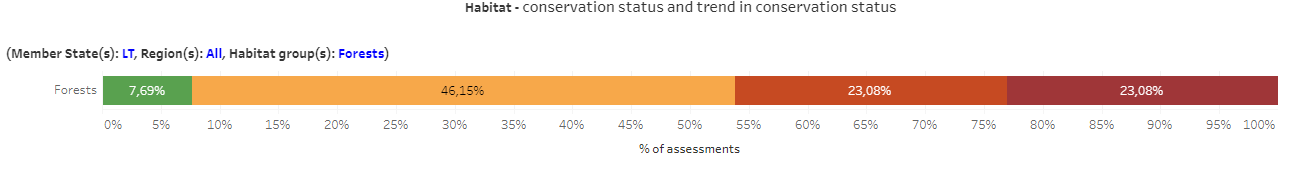 Habitat - conservation status and trend in conservation status
(Member State(s): LT, Region(s): All, Habitat group(s): Forests)
Forests 7,69% 46,15% 23,08% 23,08%
0% 5% 10% 15% 20% 25% 30% 35% 40% 45% 50% 55% 60% 65% 70% 75% 80% 85% 90% 95% 100%
% of assessments